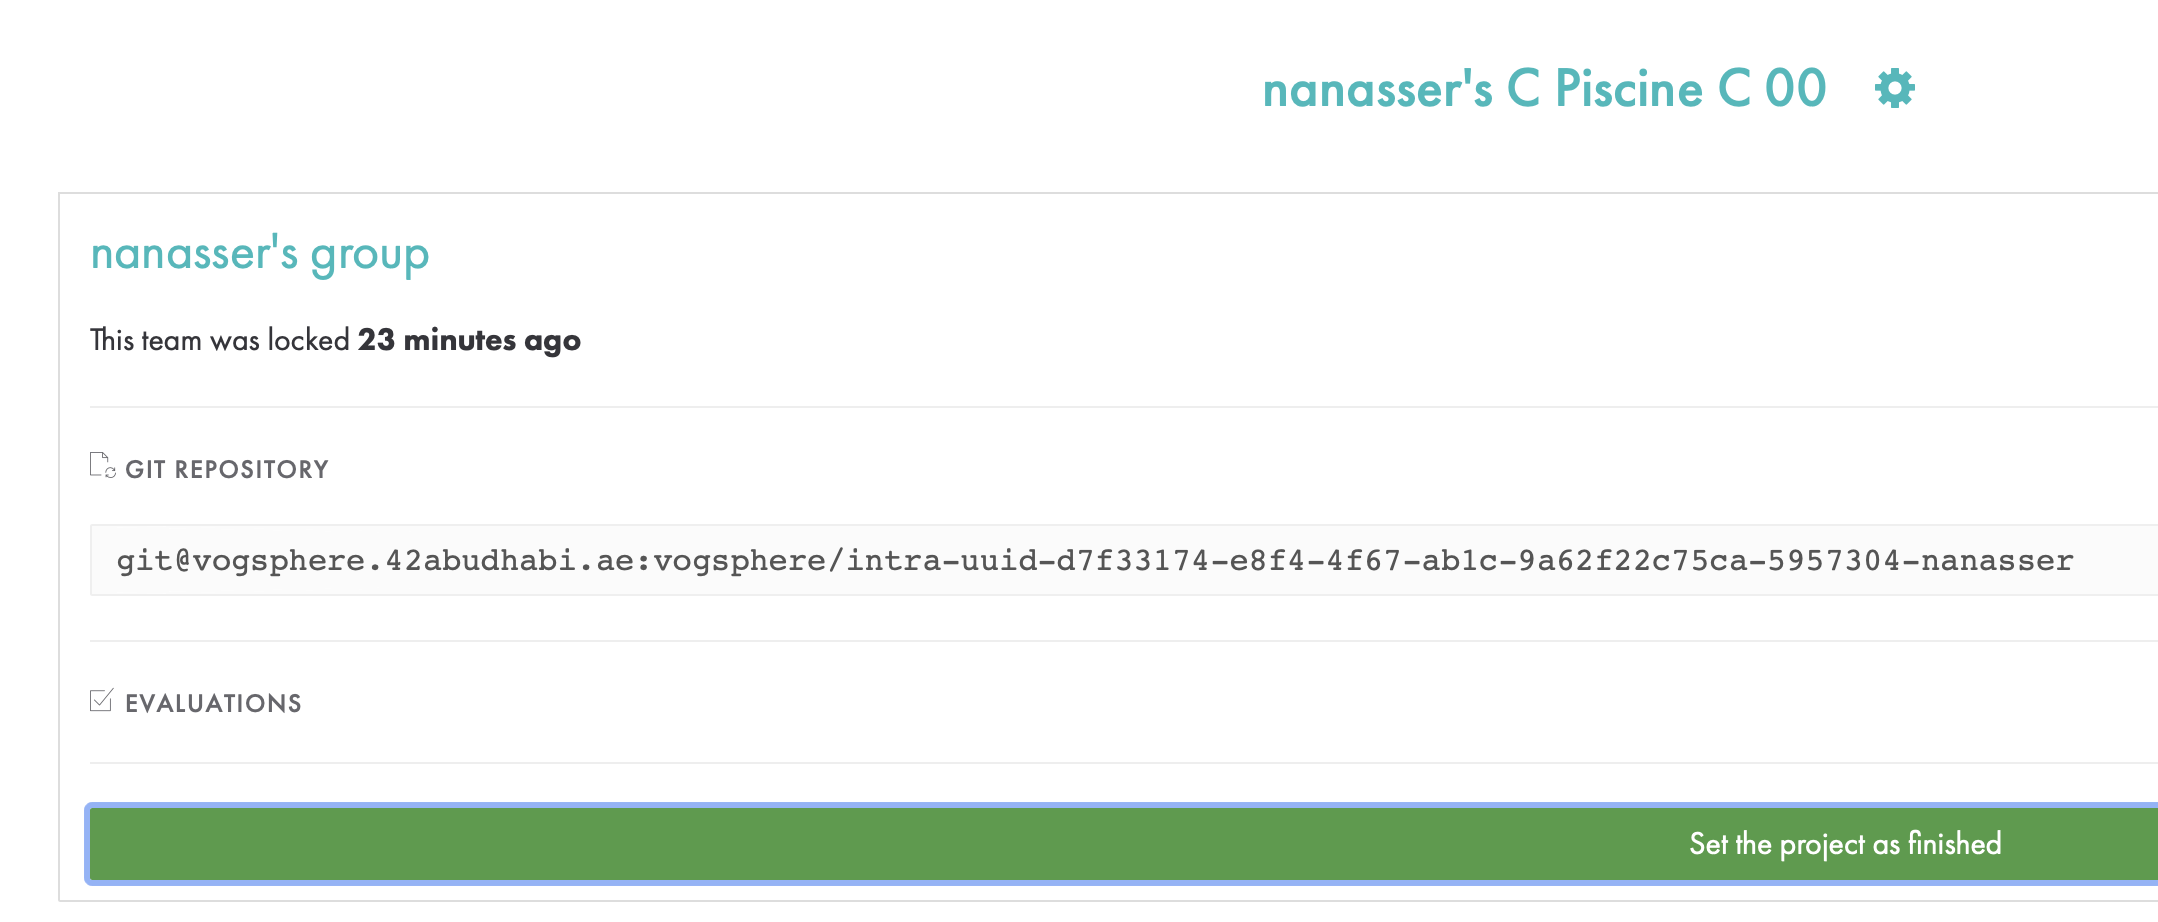 nanasser's C Piscine C 00
nanasser's group
This team was locked 23 minutes ago
GIT REPOSITORY
git@vogsphere.42abudhabi.ae:vogsphere/intra-uuid-d7f33174-e8f4-4f67-ab1c-9a62f22c75ca-5957304-nanasser
EVALUATIONS
Set the project as finished